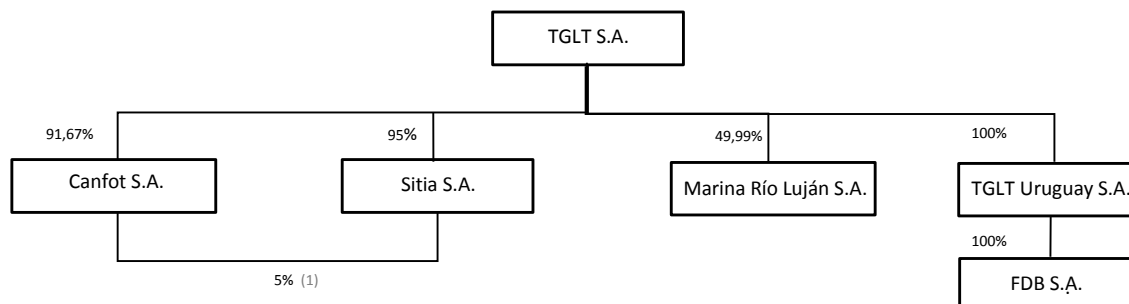 TGLT S.A.
91,67%
95%
49,99%
100%
Canfot S.A.
Sitia S.A.
Marina Río Luján S.A.
TGLT Uruguay S.A.
100%
5% (1)
FDB S.A.